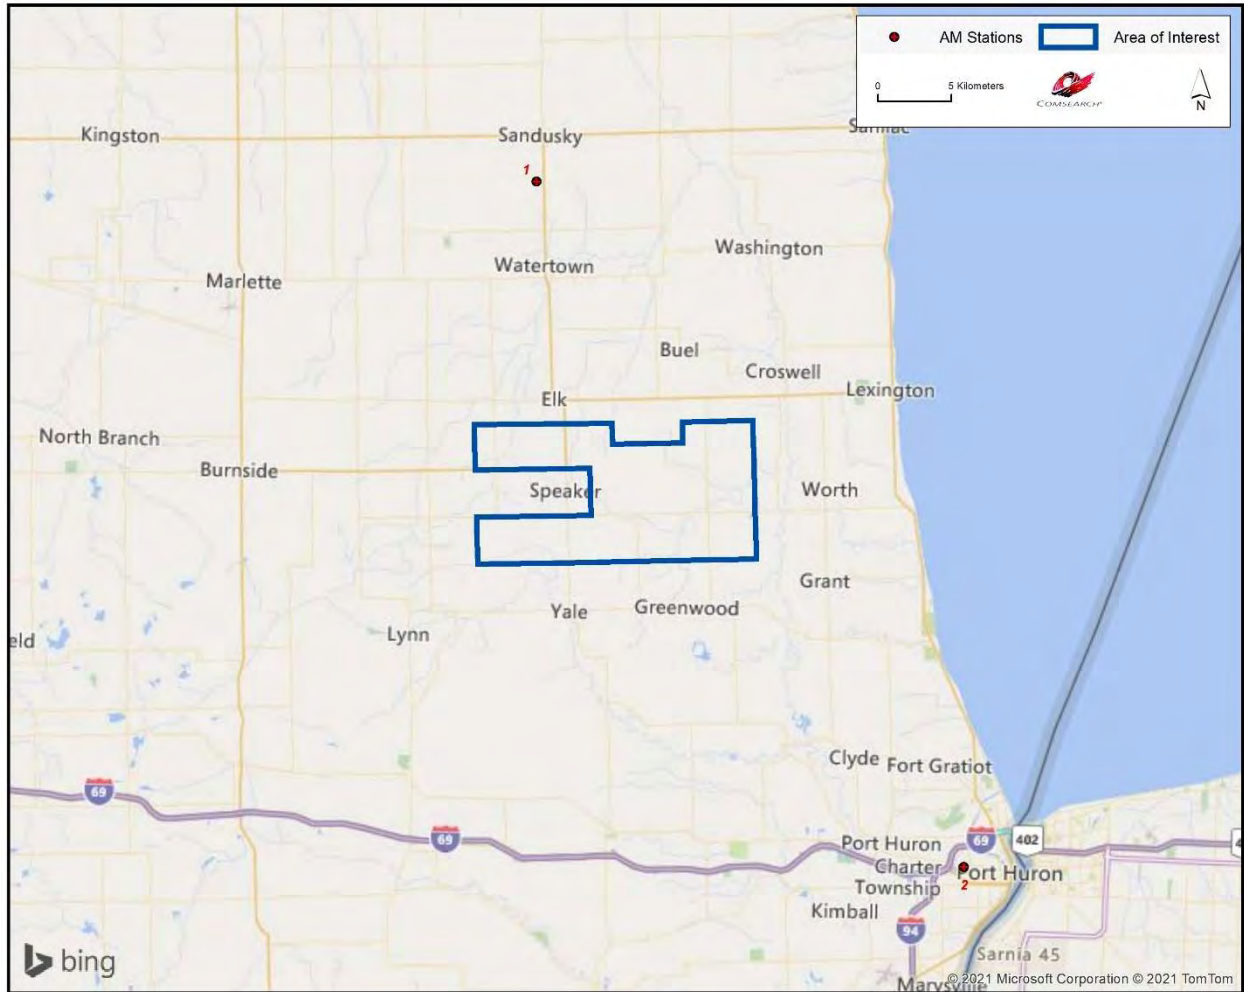 AM Stations
Area of Interest
0
5 Kilometers
COMSEARCH
N
Kingston
Sandusky
1
Washington
Watertown
Marlette
Buel
Croswell
Elk
Lexington
North Branch
Burnside
Speaker
Worth
Grant
Yale
Greenwood
Lynn
eld
Clyde
Fort Gratiot
69
69
69
402
4
Port Huron
Charter
Township
Port Huron
2
Kimball
94
Sarnia 45
Marysville
bing
© 2021 Microsoft Corporation © 2021 TomTom